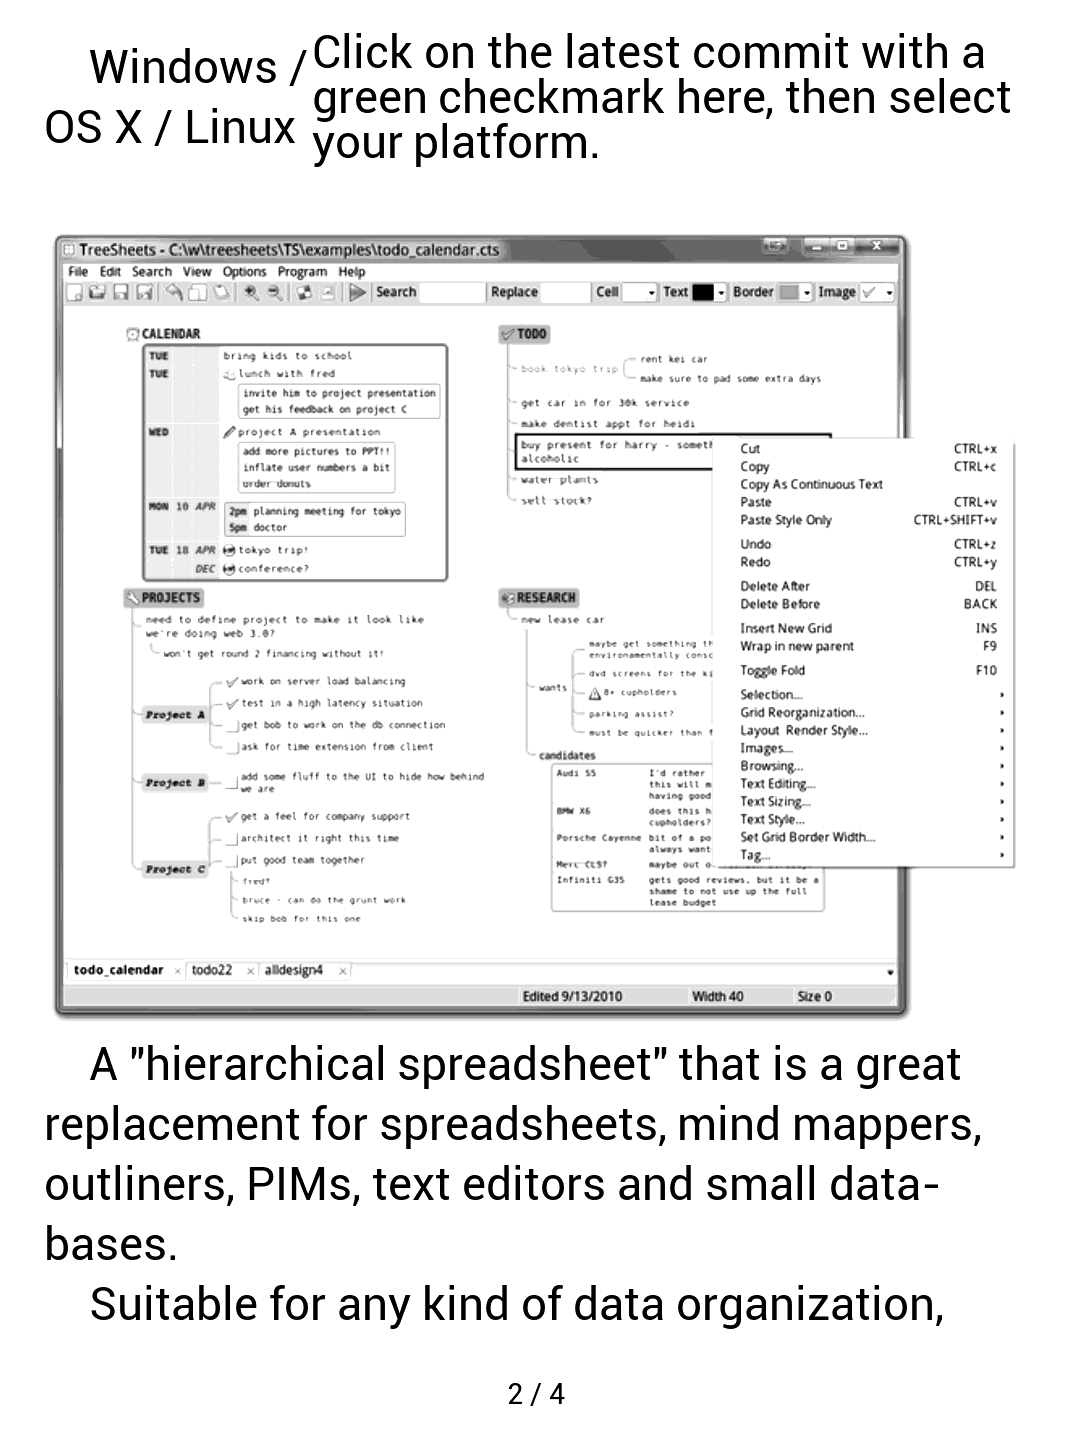 Windows /
OS X / Linux
Click on the latest commit with a
green checkmark here, then select
your platform.
TreeSheets - C:\w\treesheets\TS\examples\todo_calendar.cts
File Edit Search View Options Program Help
Search Replace Cell Text Border Image
CALENDAR
TUE bring kids to school
TUE lunch with fred
invite him to project presentation
get his feedback on project C
WED project A presentation
add more pictures to PPT!!
inflate user numbers a bit
order donuts
MON 10 APR 2pm planning meeting for tokyo
5pm doctor
TUE 18 APR tokyo trip!
DEC conference?
TODO
book tokyo trip
rent kei car
make sure to pad some extra days
get car in for 30k service
make dentist appt for heidi
buy present for harry - someth
alcoholic
water plants
sell stock?
Cut CTRL+x
Copy CTRL+c
Copy As Continuous Text
Paste CTRL+v
Paste Style Only CTRL+SHIFT+v
Undo CTRL+z
Redo CTRL+y
Delete After DEL
Delete Before BACK
Insert New Grid INS
Wrap in new parent F9
Toggle Fold F10
Selection...
Grid Reorganization...
Layout Render Style...
Images...
Browsing...
Text Editing...
Text Sizing...
Text Style...
Set Grid Border Width...
Tag...
PROJECTS
need to define project to make it look like
we're doing web 3.0?
won't get round 2 financing without it!
Project A
work on server load balancing
test in a high latency situation
get bob to work on the db connection
ask for time extension from client
Project B
add some fluff to the UI to hide how behind
we are
Project C
get a feel for company support
architect it right this time
put good team together
fred?
bruce - can do the grunt work
skip bob for this one
RESEARCH
new lease car
wants
maybe get something th
environamentally consc
dvd screens for the ki
8+ cupholders
parking assist?
must be quicker than f
candidates
Audi S5 I'd rather
this will m
having good
BMW X6 does this h
cupholders?
Porsche Cayenne bit of a po
always want
Merc CLS? maybe out o
Infiniti G35 gets good reviews, but it be a
shame to not use up the full
lease budget
todo_calendar todo22 alldesign4
Edited 9/13/2010 Width 40 Size 0
A "hierarchical spreadsheet" that is a great
replacement for spreadsheets, mind mappers,
outliners, PIMs, text editors and small data-
bases.
Suitable for any kind of data organization,
2 / 4